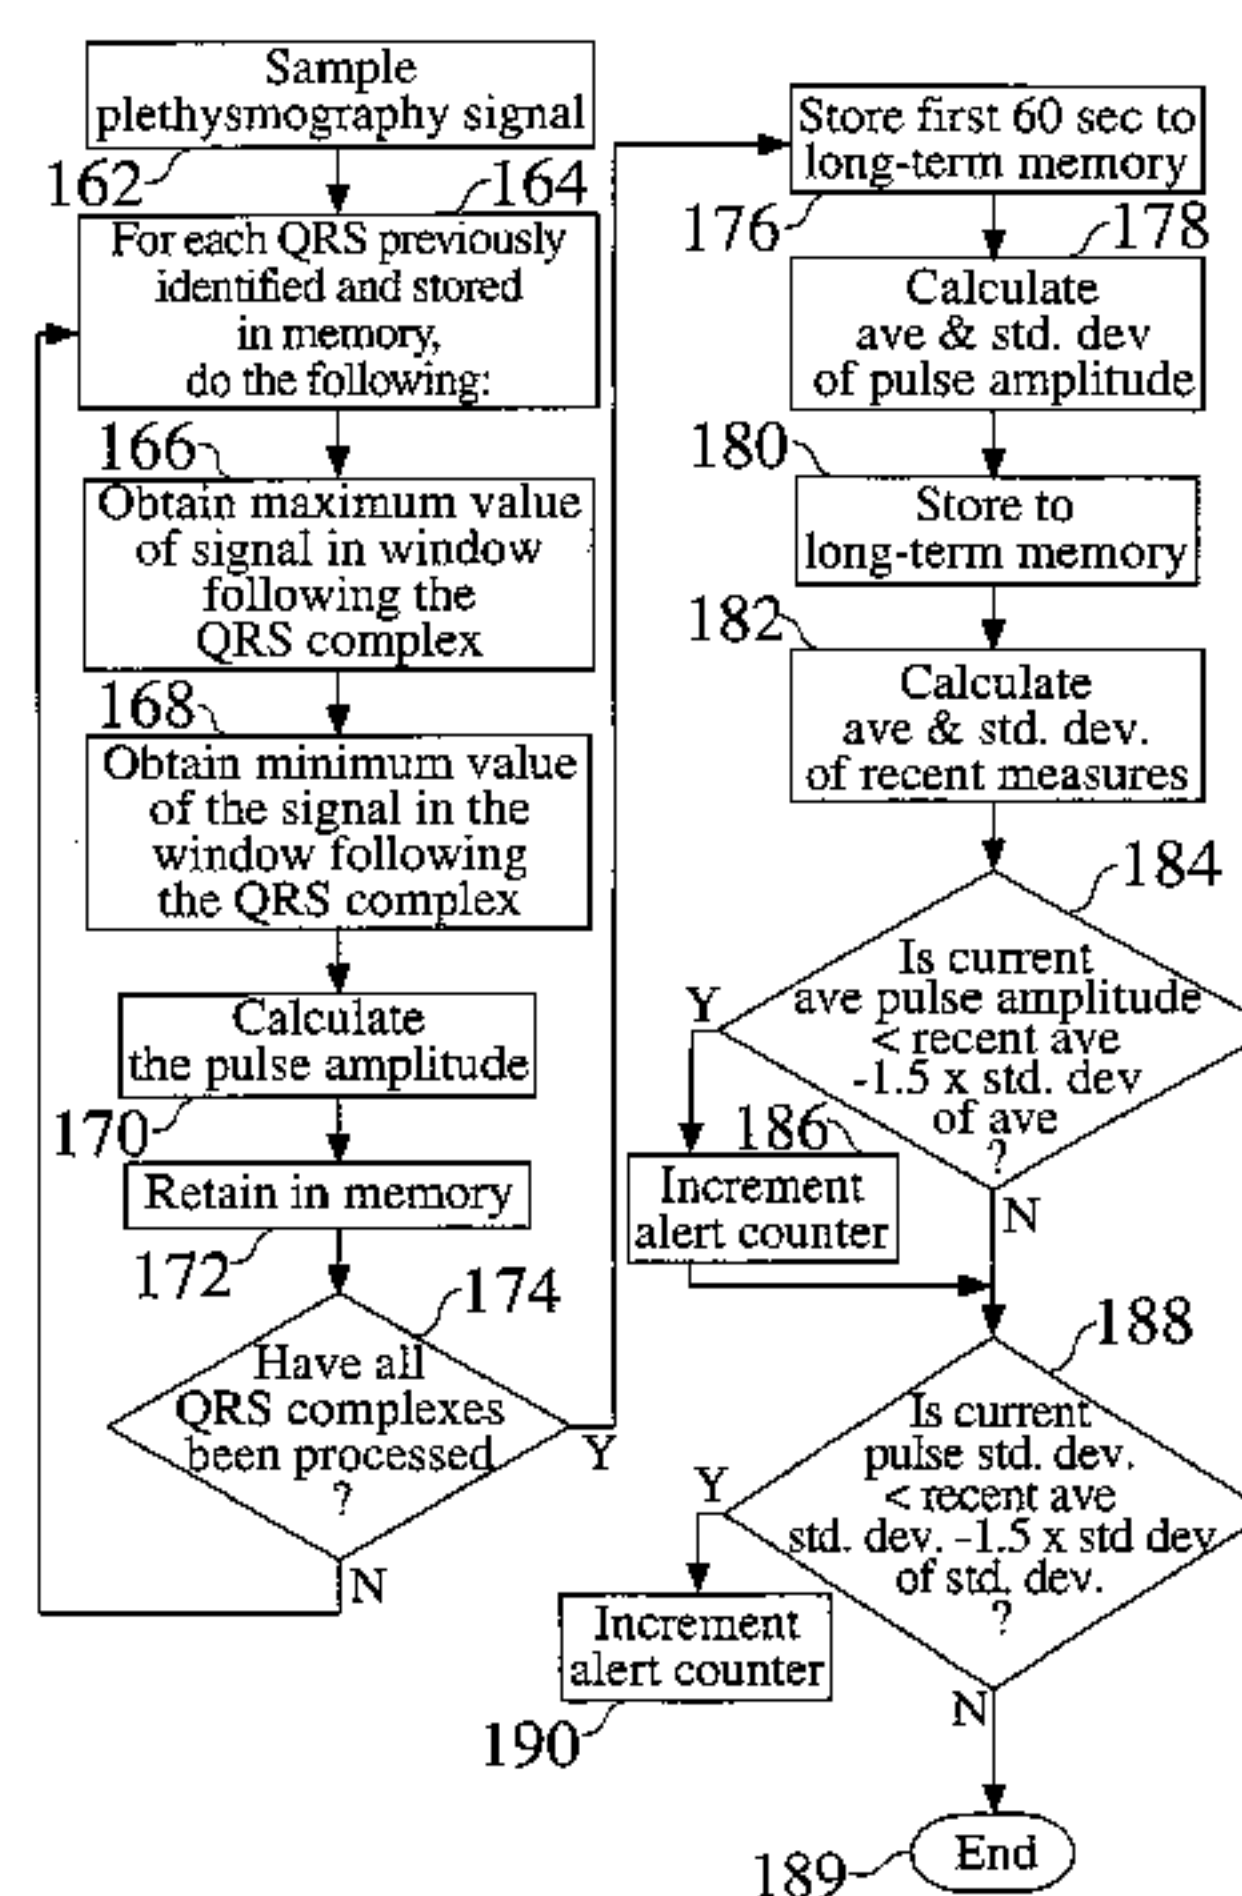 Sample
plethysmography signal
162
164
For each QRS previously
identified and stored
in memory,
do the following:
166
Obtain maximum value
of signal in window
following the
QRS complex
168
Obtain minimum value
of the signal in the
window following
the QRS complex
Calculate
the pulse amplitude
170
Retain in memory
172
174
Have all
QRS complexes
been processed
?
Y
N
Store first 60 sec to
long-term memory
176
178
Calculate
ave & std. dev
of pulse amplitude
180
Store to
long-term memory
182
Calculate
ave & std. dev.
of recent measures
184
Is current
ave pulse amplitude
< recent ave
-1.5 x std. dev
of ave
?
Y
N
186
Increment
alert counter
188
Is current
pulse std. dev.
< recent ave
std. dev. -1.5 x std dev
of std. dev.
?
Y
N
Increment
alert counter
190
End
189